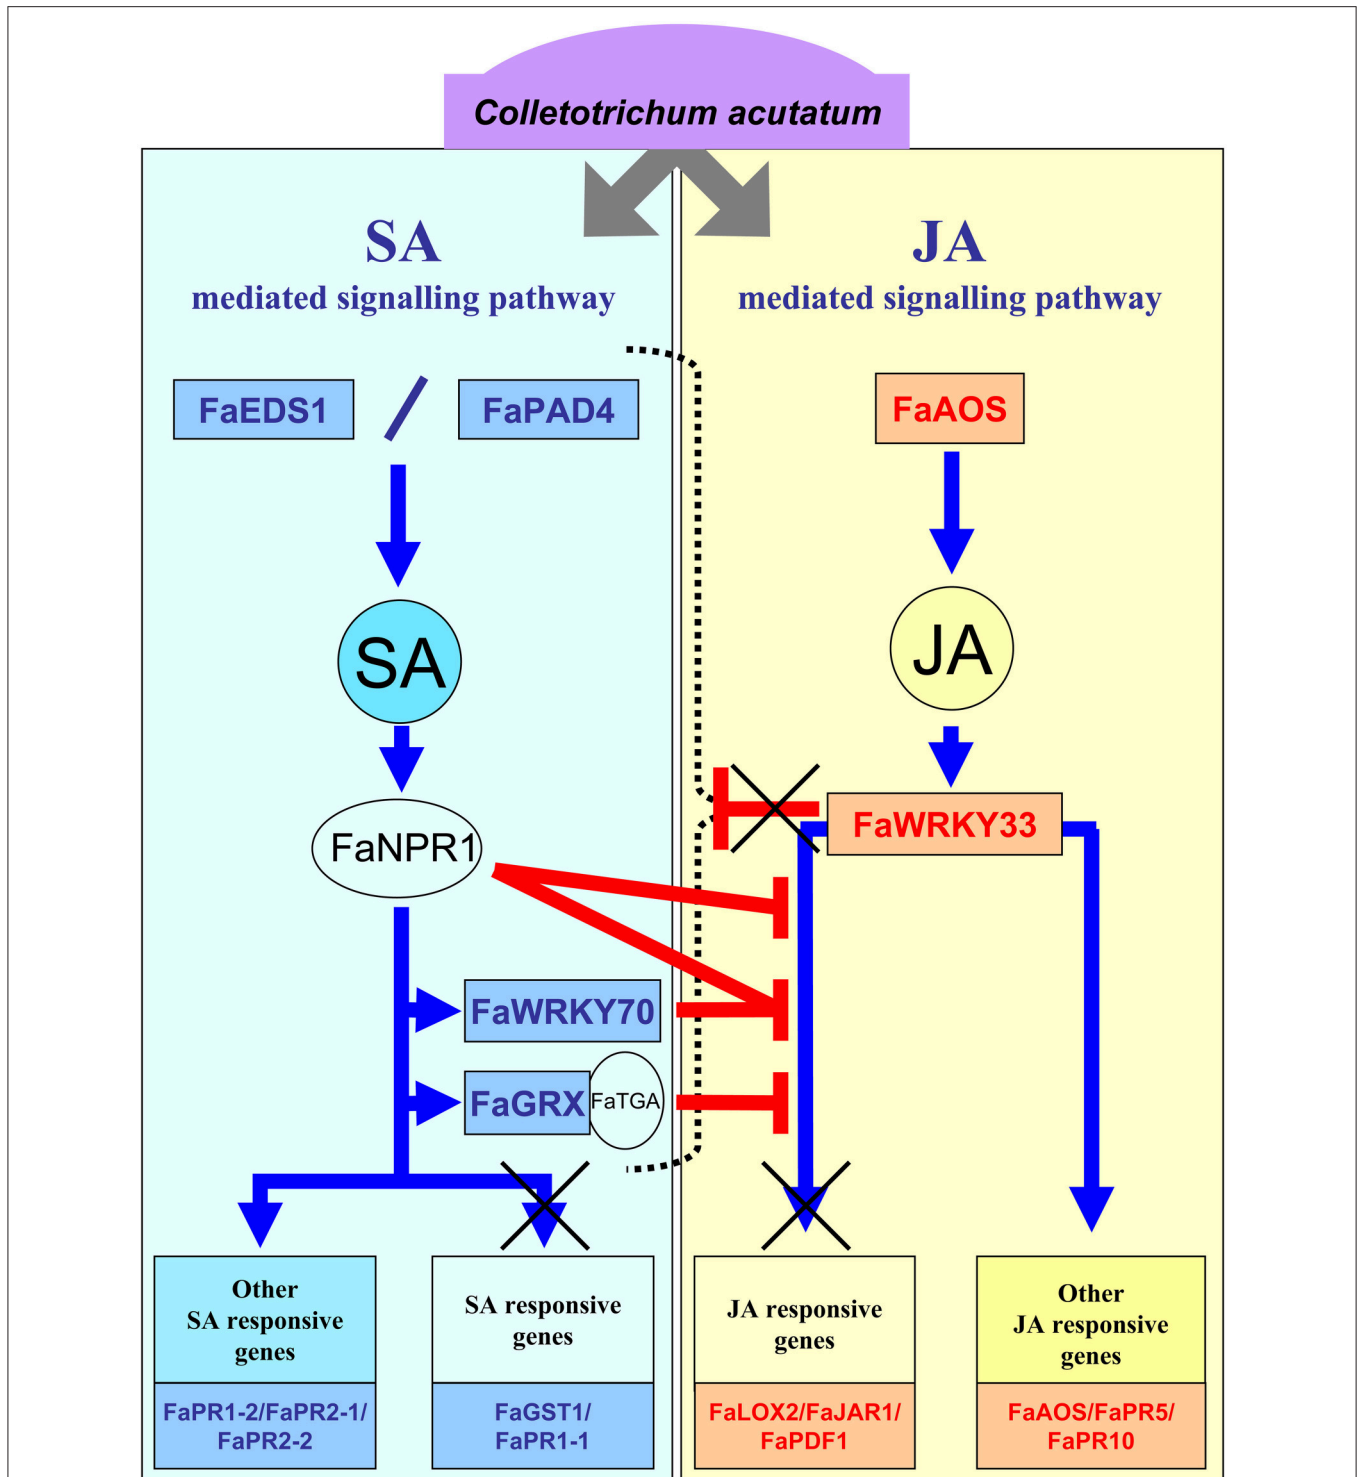 Colletotrichum acutatum
SA
mediated signalling pathway
JA
mediated signalling pathway
FaEDS1
FaPAD4
FaAOS
SA
JA
FaNPR1
FaWRKY33
FaWRKY70
FaGRX
FaTGA
Other
SA responsive
genes
FaPR1-2/FaPR2-1/
FaPR2-2
SA responsive
genes
FaGST1/
FaPR1-1
JA responsive
genes
FaLOX2/FaJAR1/
FaPDF1
Other
JA responsive
genes
FaAOS/FaPR5/
FaPR10